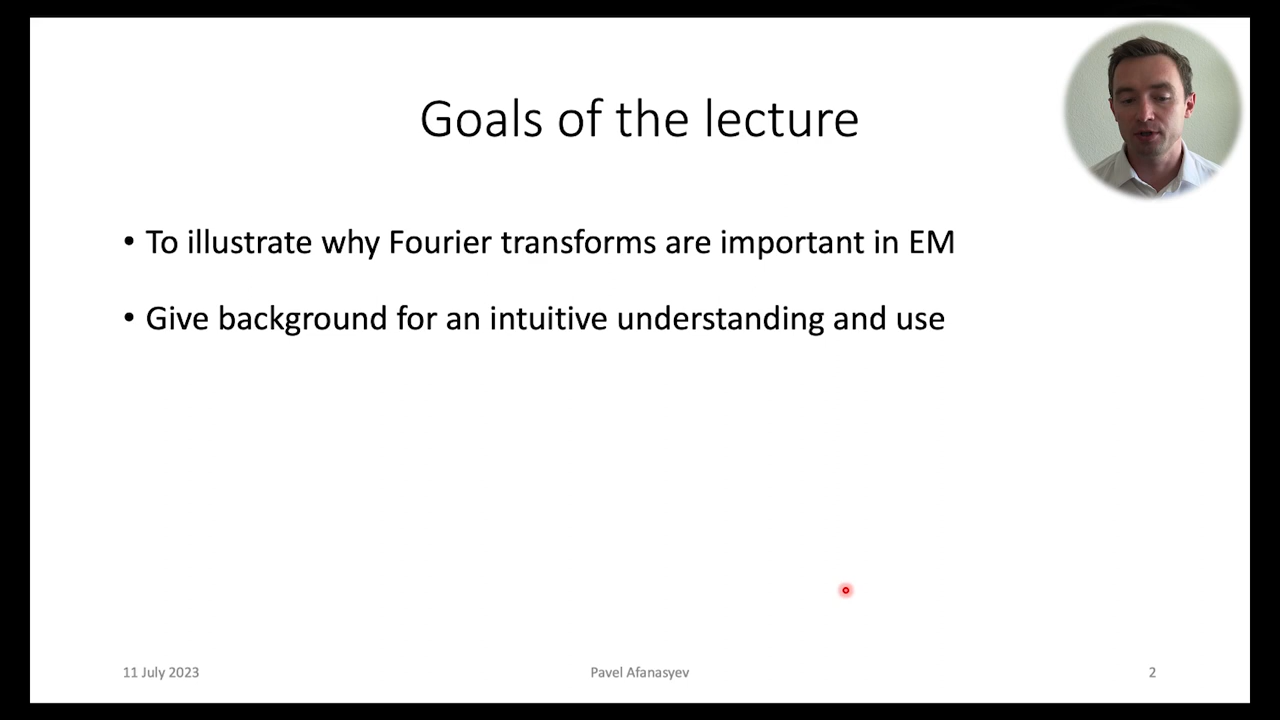 Goals of the lecture
• To illustrate why Fourier transforms are important in EM
• Give background for an intuitive understanding and use
11 July 2023
Pavel Afanasyev
2